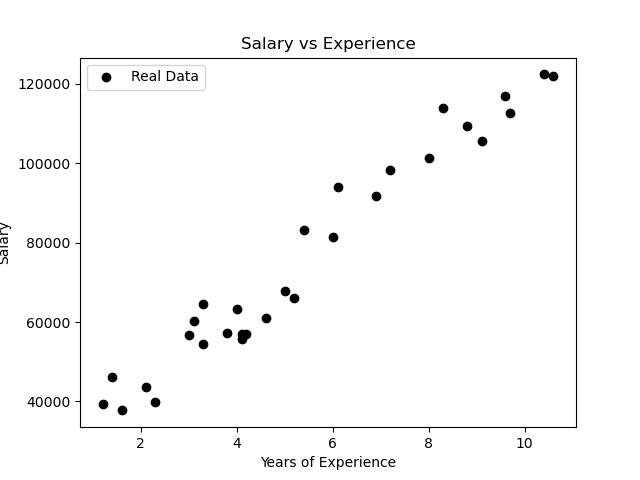 Salary vs Experience
Real Data
120000
100000
80000
60000
40000
Salary
2 4 6 8 10
Years of Experience